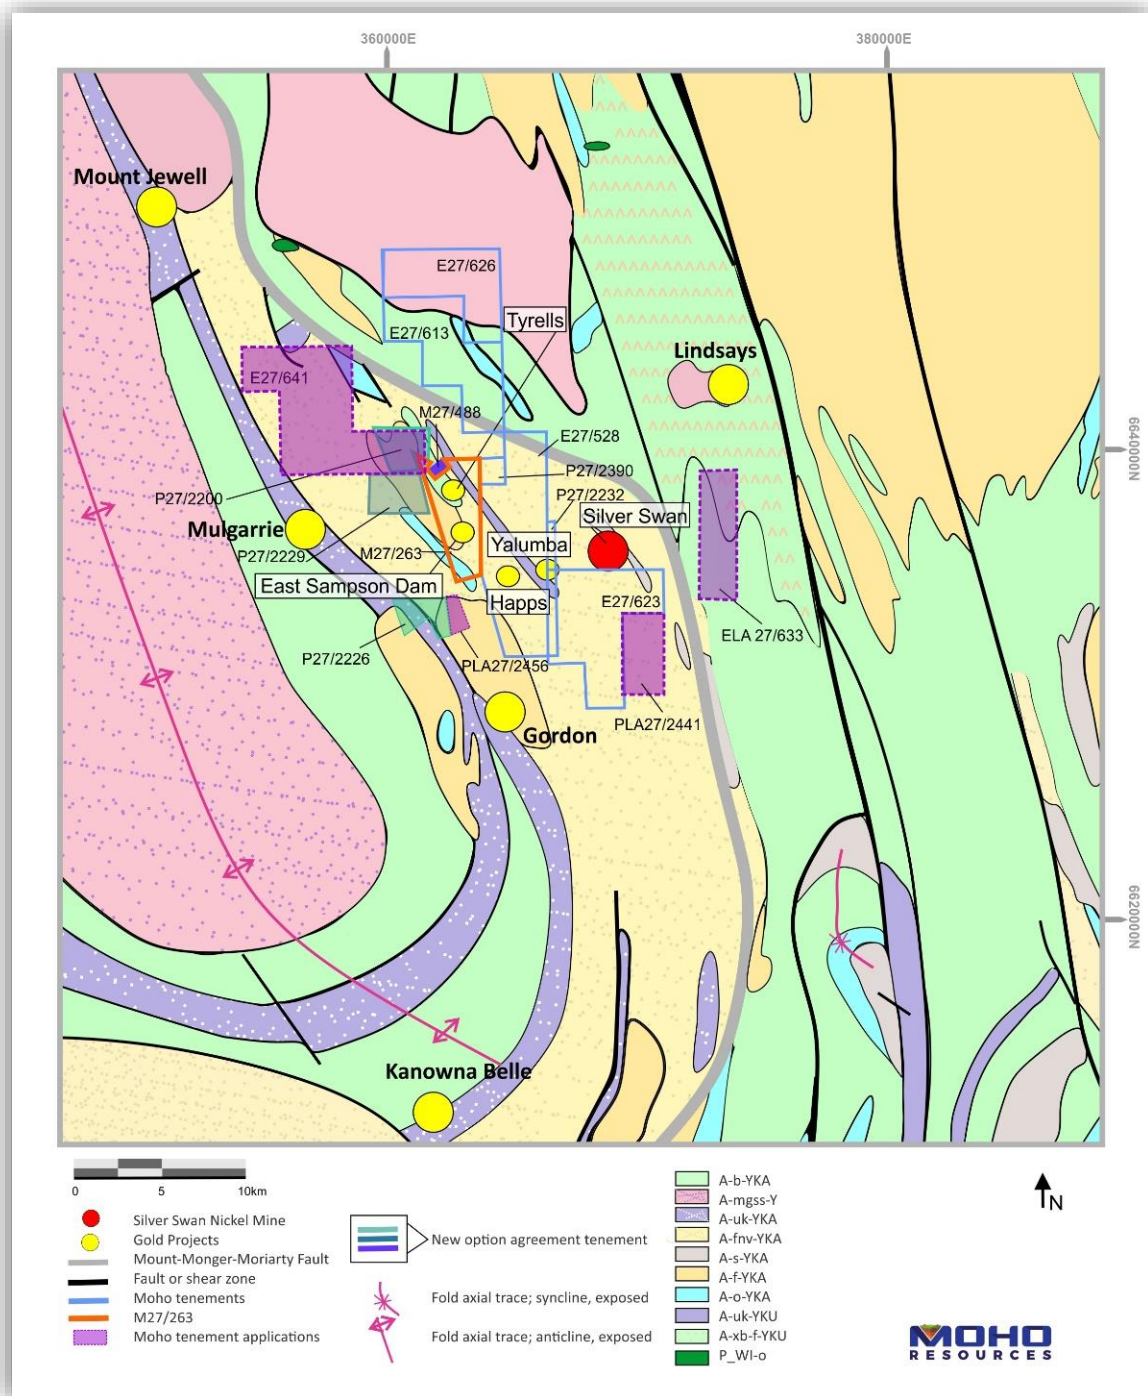 360000E
380000E
Mount Jewell
E27/626
Tyrells
E27/613
Lindsays
E27/641
M27/488
E27/528
6640000N
P27/2390
P27/2200
P27/2232
Silver Swan
Mulgarrie
Yalumba
P27/2229
M27/263
East Sampson Dam
Happs
E27/623
ELA 27/633
P27/2226
PLA27/2456
PLA27/2441
Gordon
6620000N
Kanowna Belle
0 5 10km
Silver Swan Nickel Mine
Gold Projects
Mount-Monger-Moriarty Fault
Fault or shear zone
Moho tenements
M27/263
Moho tenement applications
New option agreement tenement
Fold axial trace; syncline, exposed
Fold axial trace; anticline, exposed
A-b-YKA
A-mgss-Y
A-uk-YKA
A-fnv-YKA
A-s-YKA
A-f-YKA
A-o-YKA
A-uk-YKU
A-xb-f-YKU
P_WI-o
N
MOHO
RESOURCES